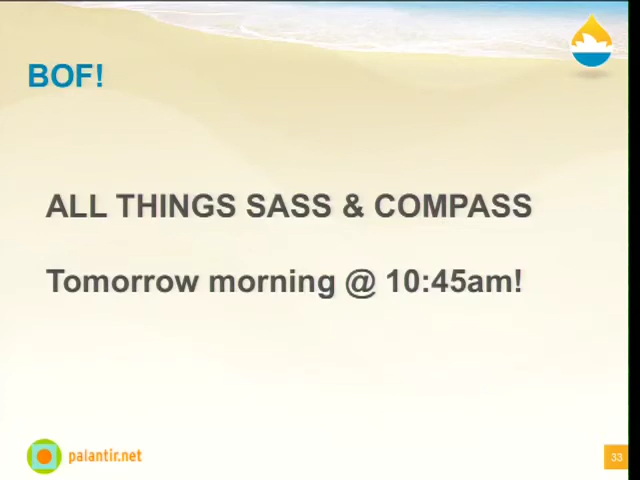 BOF!
ALL THINGS SASS & COMPASS
Tomorrow morning @ 10:45am!
palantir.net
33